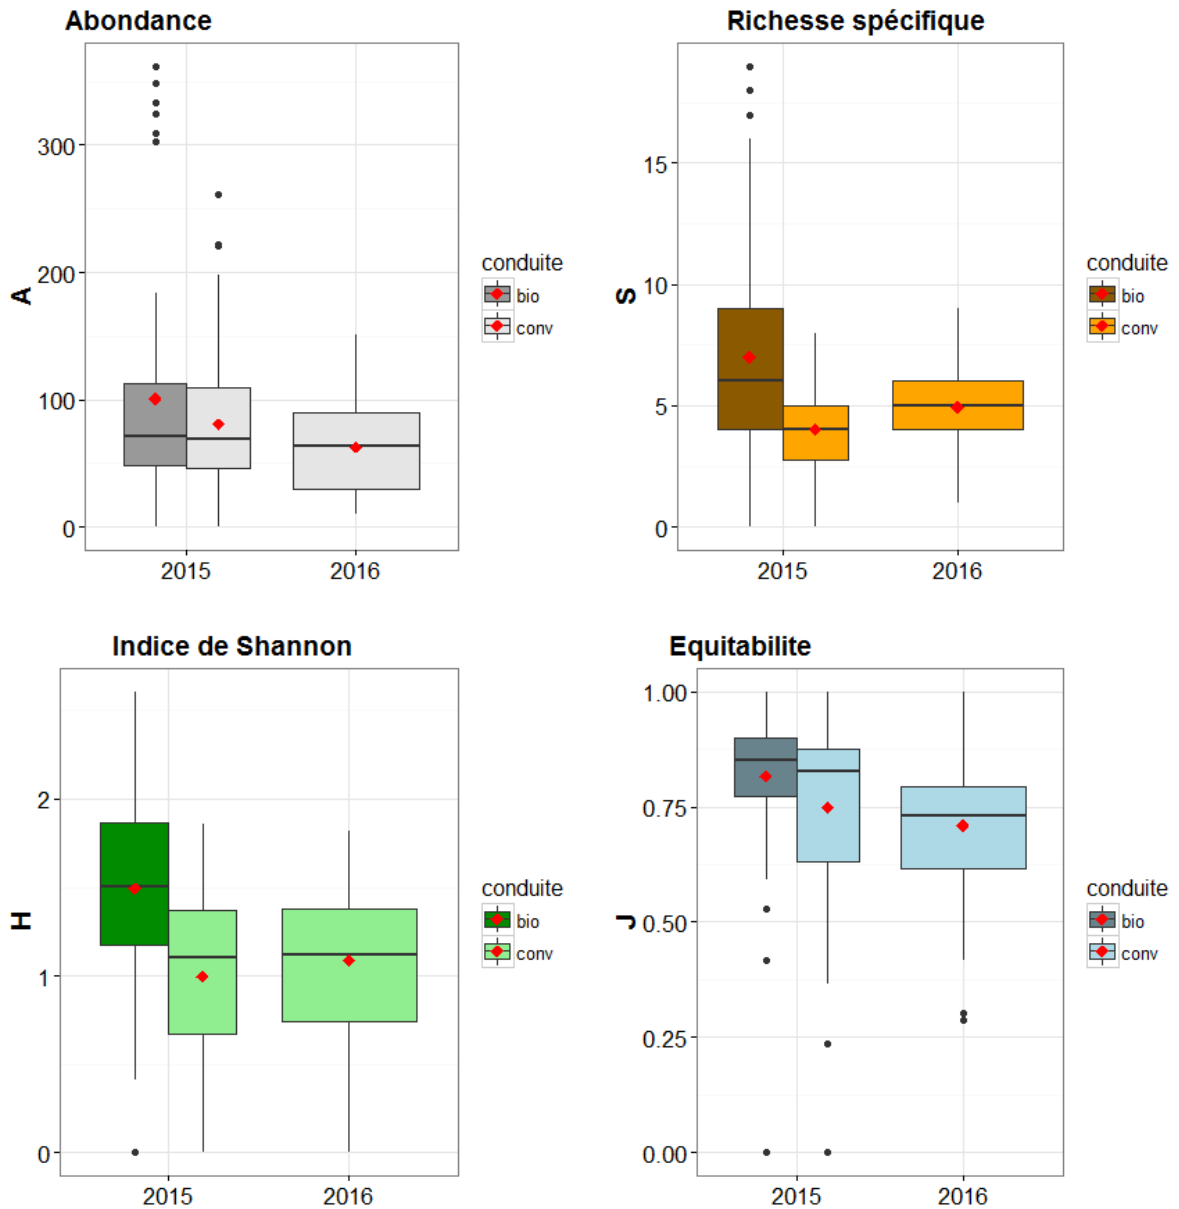 Abondance
A
300
200
100
0
2015 2016
conduite
bio
conv
Richesse spécifique
S
15
10
5
0
2015 2016
conduite
bio
conv
Indice de Shannon
H
2
1
0
2015 2016
conduite
bio
conv
Equitabilite
J
1.00
0.75
0.50
0.25
0.00
2015 2016
conduite
bio
conv